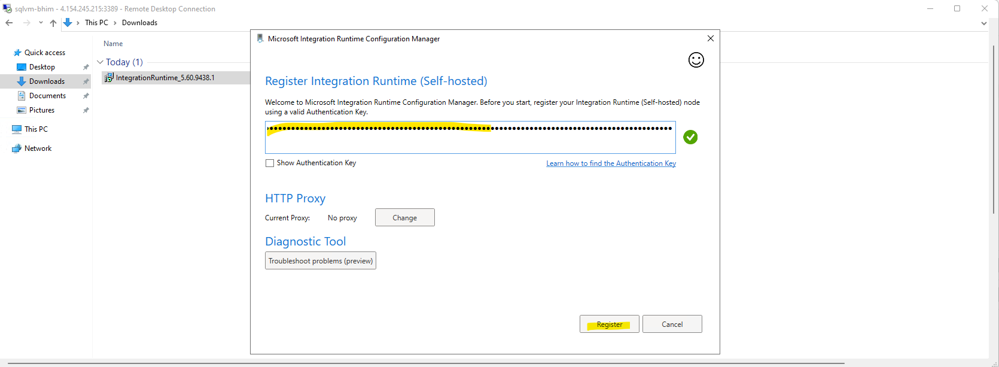 sqlvm-bhim - 4.154.245.215:3389 - Remote Desktop Connection
This PC > Downloads
Quick access
Desktop
Downloads
Documents
Pictures
This PC
Network
Name
Today (1)
IntegrationRuntime_5.60.9438.1
Microsoft Integration Runtime Configuration Manager
Register Integration Runtime (Self-hosted)
Welcome to Microsoft Integration Runtime Configuration Manager. Before you start, register your Integration Runtime (Self-hosted) node
using a valid Authentication Key.
Show Authentication Key
Learn how to find the Authentication Key
HTTP Proxy
Current Proxy: No proxy Change
Diagnostic Tool
Troubleshoot problems (preview)
Register Cancel